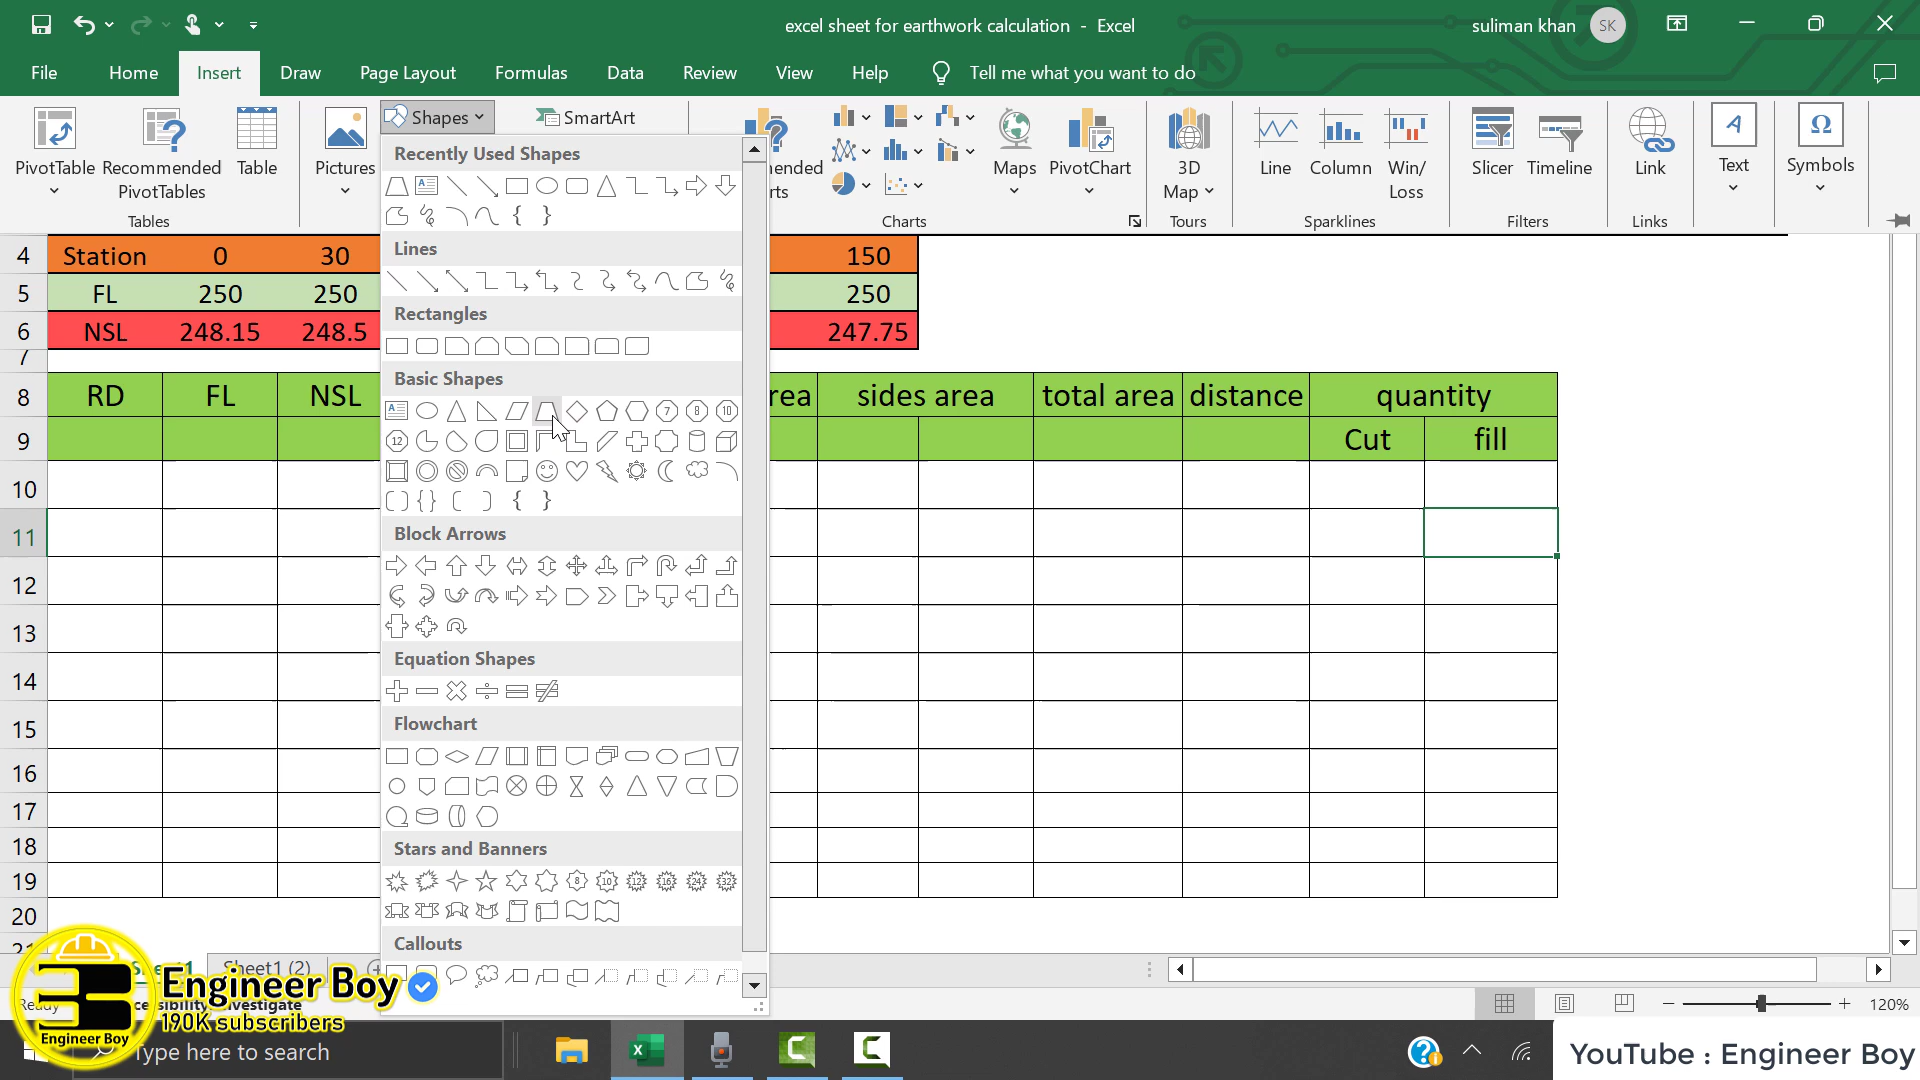 excel sheet for earthwork calculation - Excel
suliman khan SK
File Home Insert Draw Page Layout Formulas Data Review View Help Tell me what you want to do
PivotTable
Recommended PivotTables
Table
Tables
Pictures
Shapes
SmartArt
Maps
PivotChart
Charts
3D Map
Tours
Line
Column
Win/ Loss
Sparklines
Slicer
Timeline
Filters
Link
Links
Text
Symbols
Recently Used Shapes
Lines
Rectangles
Basic Shapes
Block Arrows
Equation Shapes
Flowchart
Stars and Banners
Callouts
4 Station 0 30 150
5 FL 250 250 250
6 NSL 248.15 248.5 247.75
7
8 RD FL NSL sides area total area distance quantity
9 Cut fill
10
11
12
13
14
15
16
17
18
19
20
21
Sheet1 (2)
120%
Engineer Boy
190K subscribers
Engineer Boy
Type here to search
YouTube : Engineer Boy